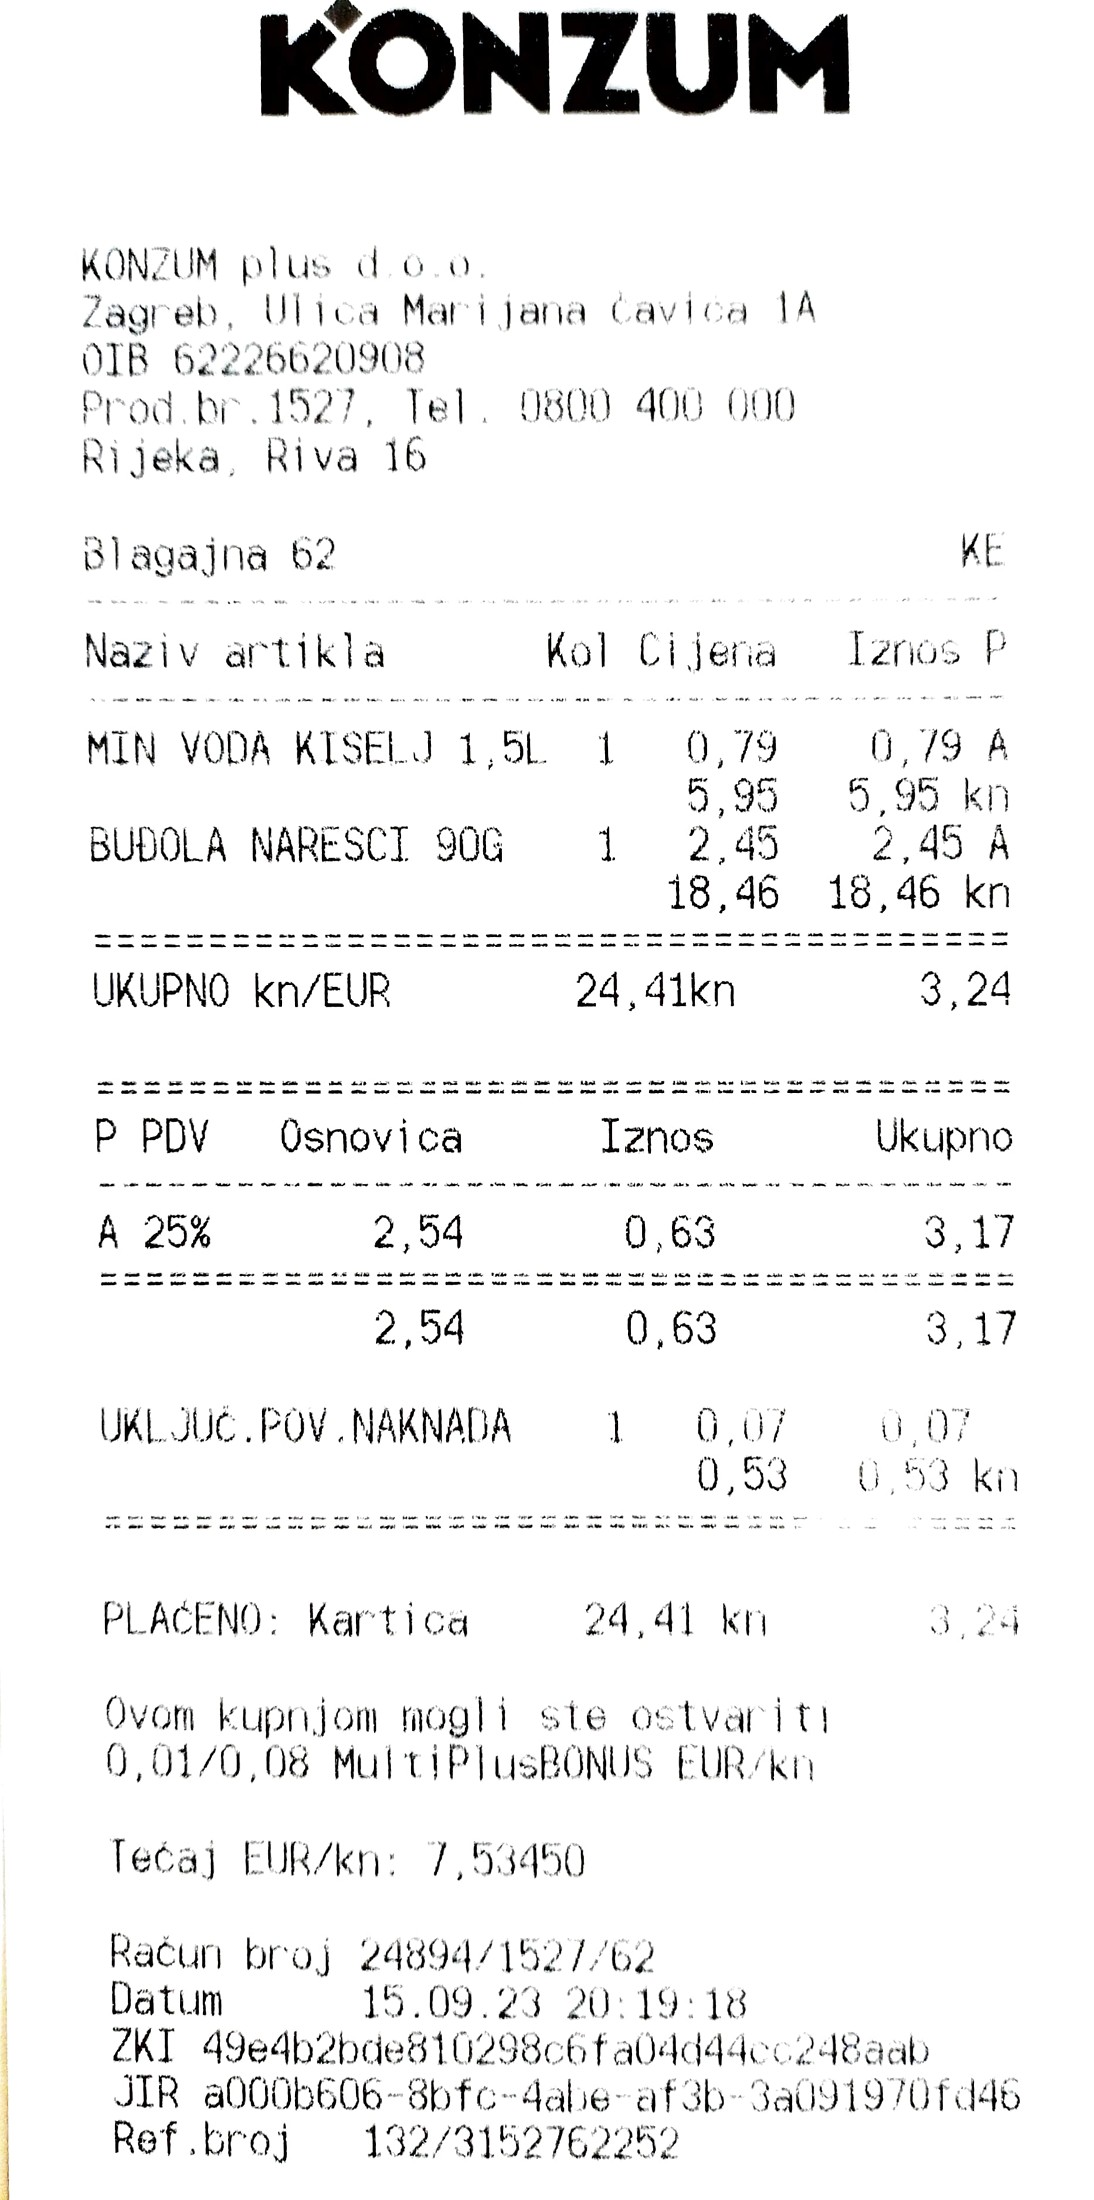 KONZUM
KONZUM plus d.o.o.
Zagreb, Ulica Marijana Čavića 1A
OIB 62226620908
Prod.br.1527, Tel. 0800 400 000
Rijeka, Riva 16
Blagajna 62 KE
Naziv artikla Kol Cijena Iznos P
MIN VODA KISELJ 1,5L 1 0,79 0,79 A
5,95 5,95 kn
BUĐOLA NARESCI 90G 1 2,45 2,45 A
18,46 18,46 kn
========================================
UKUPNO kn/EUR 24,41kn 3,24
========================================
P PDV Osnovica Iznos Ukupno
A 25% 2,54 0,63 3,17
========================================
2,54 0,63 3,17
UKLJUČ.POV.NAKNADA 1 0,07 0,07
0,53 0,53 kn
========================================
PLAĆENO: Kartica 24,41 kn 3,24
Ovom kupnjom mogli ste ostvariti
0,01/0,08 MultiPlusBONUS EUR/kn
Tečaj EUR/kn: 7,53450
Račun broj 24894/1527/62
Datum 15.09.23 20:19:18
ZKI 49e4b2bde810298c6fa04d44cc248aab
JIR a000b606-8bfc-4abe-af3b-3a091970fd46
Ref.broj 132/3152762252